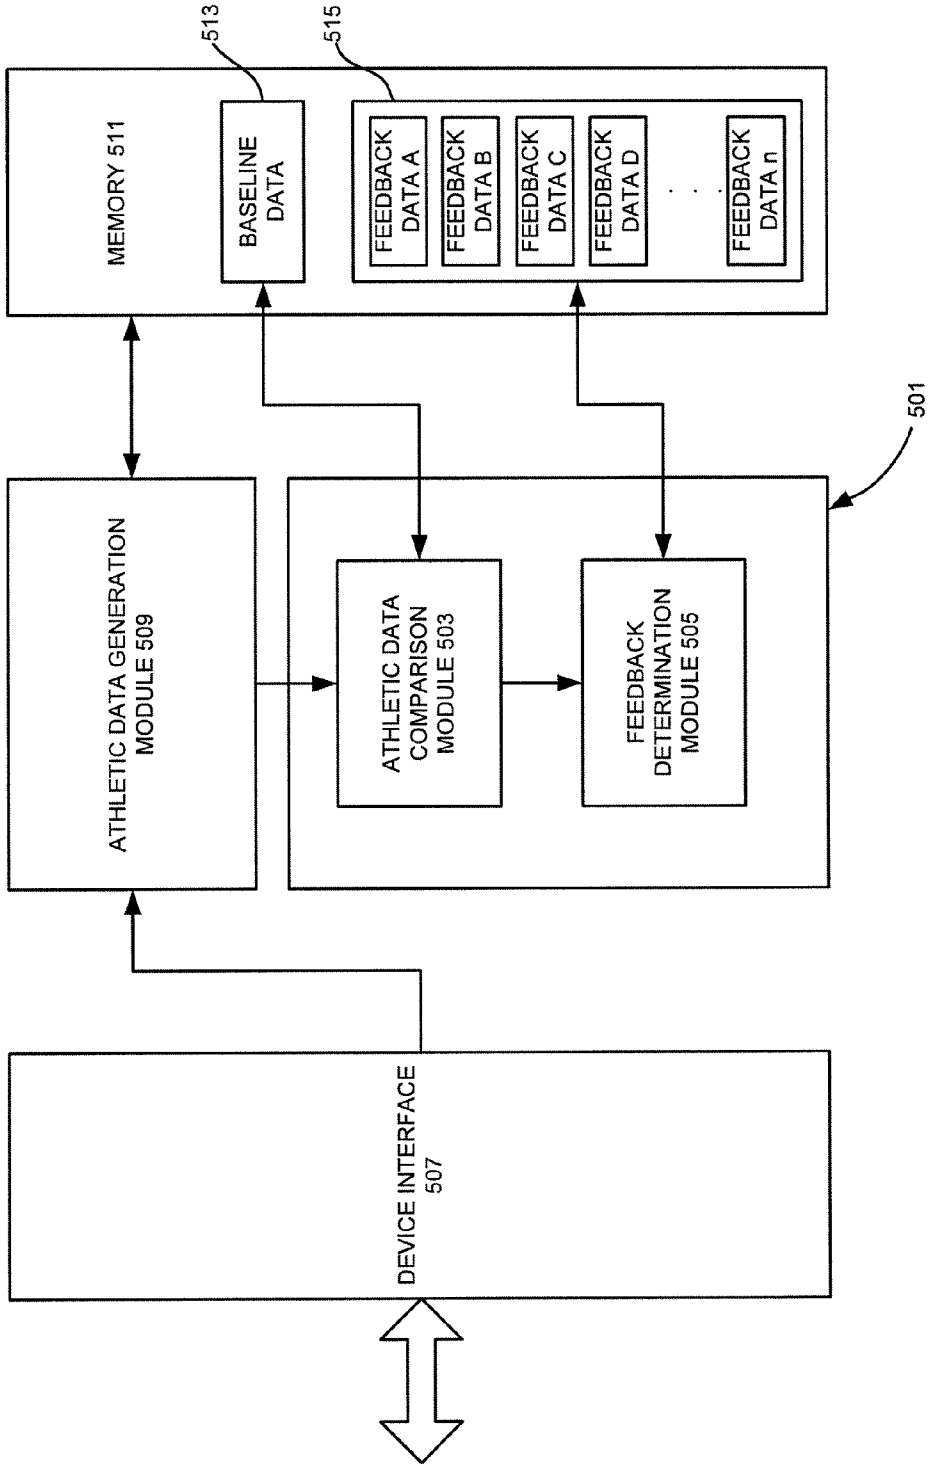 DEVICE INTERFACE
507
ATHLETIC DATA GENERATION
MODULE 509
ATHLETIC DATA
COMPARISON
MODULE 503
FEEDBACK
DETERMINATION
MODULE 505
501
MEMORY 511
513
BASELINE
DATA
515
FEEDBACK
DATA A
FEEDBACK
DATA B
FEEDBACK
DATA C
FEEDBACK
DATA D
. . .
FEEDBACK
DATA n